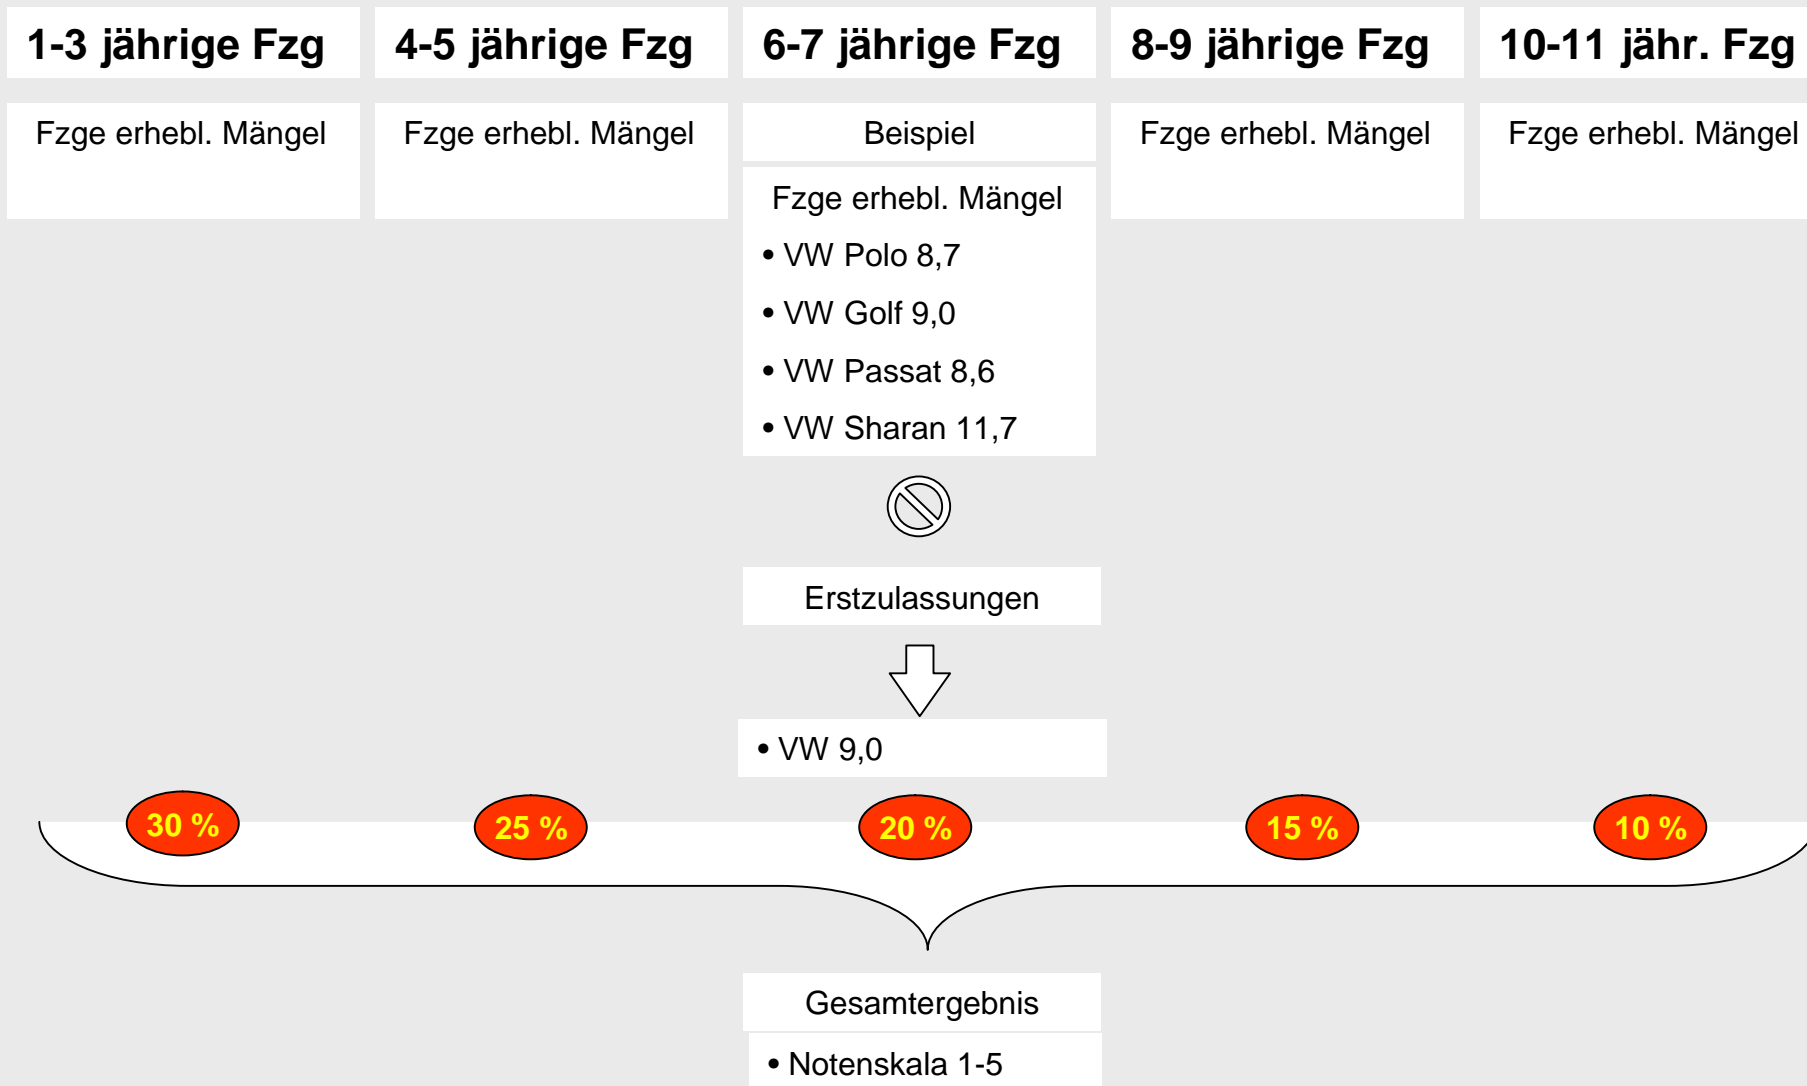 1-3 jährige Fzg
4-5 jährige Fzg
6-7 jährige Fzg
8-9 jährige Fzg
10-11 jähr. Fzg
Fzge erhebl. Mängel
Fzge erhebl. Mängel
Beispiel
Fzge erhebl. Mängel
Fzge erhebl. Mängel
Fzge erhebl. Mängel
• VW Polo 8,7
• VW Golf 9,0
• VW Passat 8,6
• VW Sharan 11,7
Erstzulassungen
• VW 9,0
30 %
25 %
20 %
15 %
10 %
Gesamtergebnis
• Notenskala 1-5